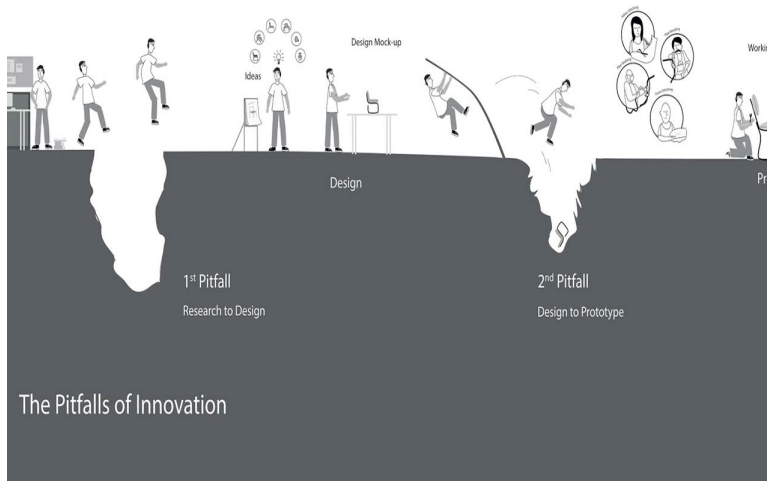 Ideas
Design Mock-up
Design
1st Pitfall
Research to Design
2nd Pitfall
Design to Prototype
The Pitfalls of Innovation